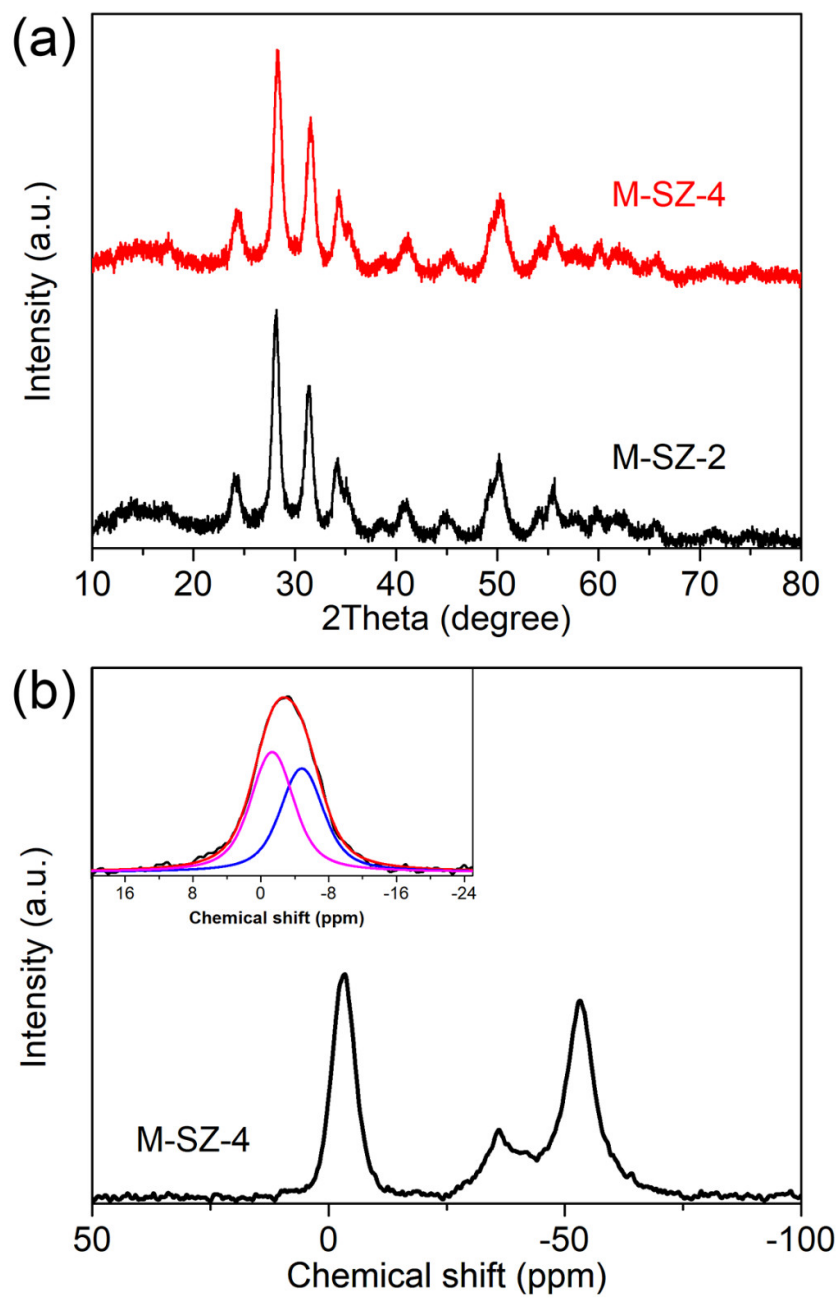 (a)
Intensity (a.u.)
M-SZ-4
M-SZ-2
10 20 30 40 50 60 70 80
2Theta (degree)
(b)
16 8 0 -8 -16 -24
Chemical shift (ppm)
Intensity (a.u.)
M-SZ-4
50 0 -50 -100
Chemical shift (ppm)